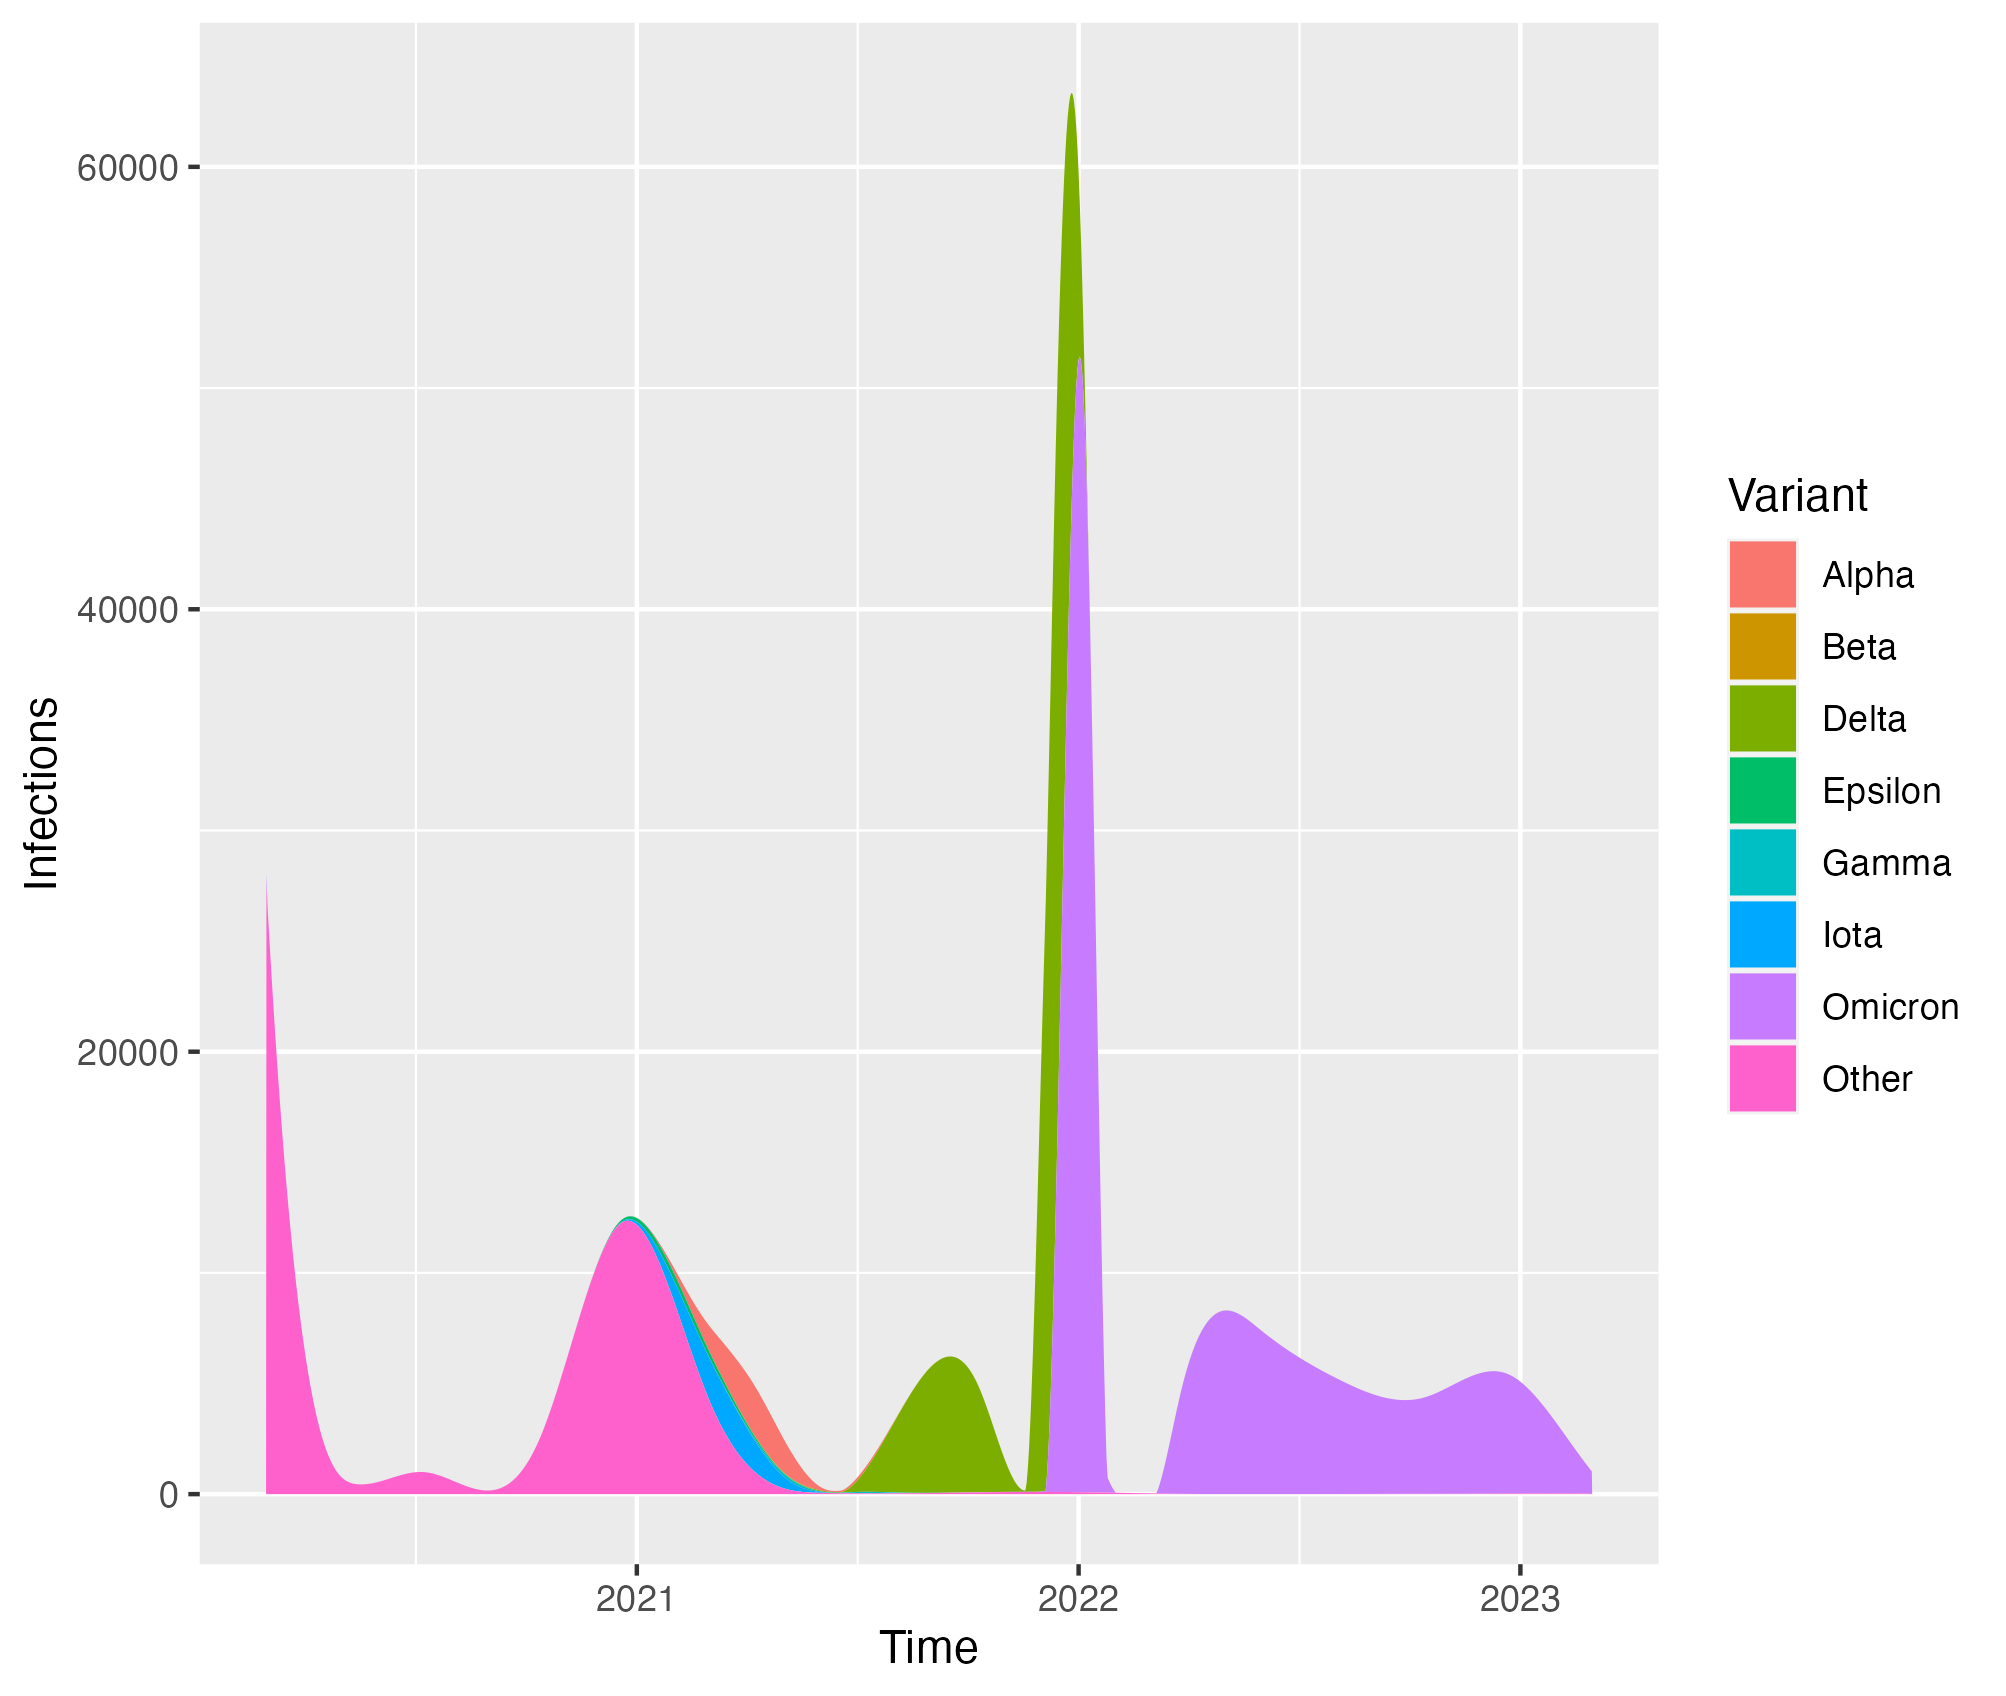 60000
40000
20000
0
Infections
2021
2022
2023
Time
Variant
Alpha
Beta
Delta
Epsilon
Gamma
Iota
Omicron
Other